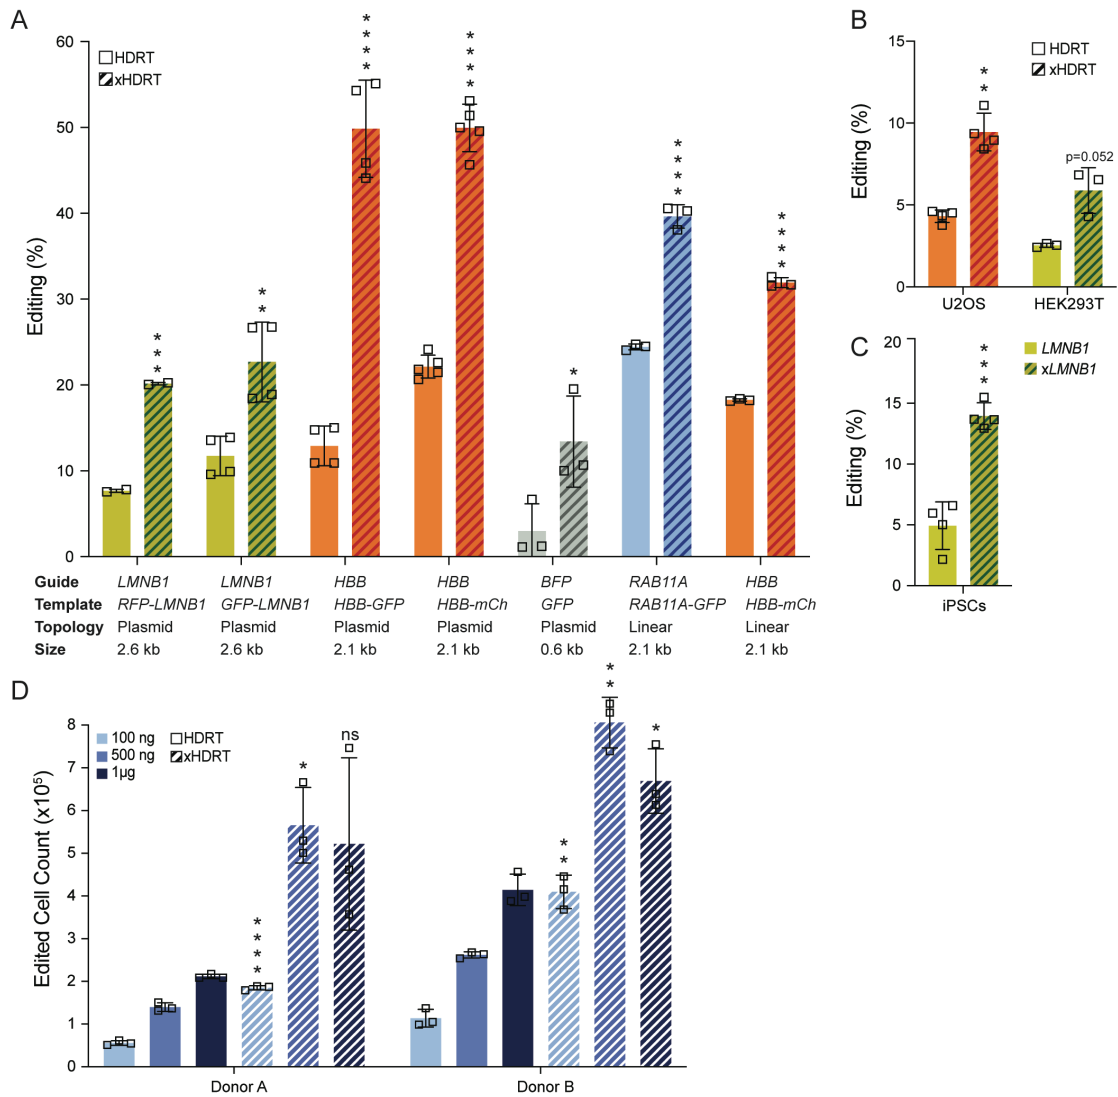 A
60
50
40
30
20
10
0
Editing (%)
HDRT
xHDRT
* * *
* *
* * * *
* * * *
*
* * * *
* * * *
Guide LMNB1 LMNB1 HBB HBB BFP RAB11A HBB
Template RFP-LMNB1 GFP-LMNB1 HBB-GFP HBB-mCh GFP RAB11A-GFP HBB-mCh
Topology Plasmid Plasmid Plasmid Plasmid Plasmid Linear Linear
Size 2.6 kb 2.6 kb 2.1 kb 2.1 kb 0.6 kb 2.1 kb 2.1 kb
B
15
10
5
0
Editing (%)
HDRT
xHDRT
* *
p=0.052
U2OS HEK293T
C
20
15
10
5
0
Editing (%)
LMNB1
xLMNB1
* * *
iPSCs
D
8
7
6
5
4
3
2
1
0
Edited Cell Count (x10⁵)
100 ng HDRT
500 ng xHDRT
1µg
* * * *
*
ns
* *
* *
*
Donor A Donor B